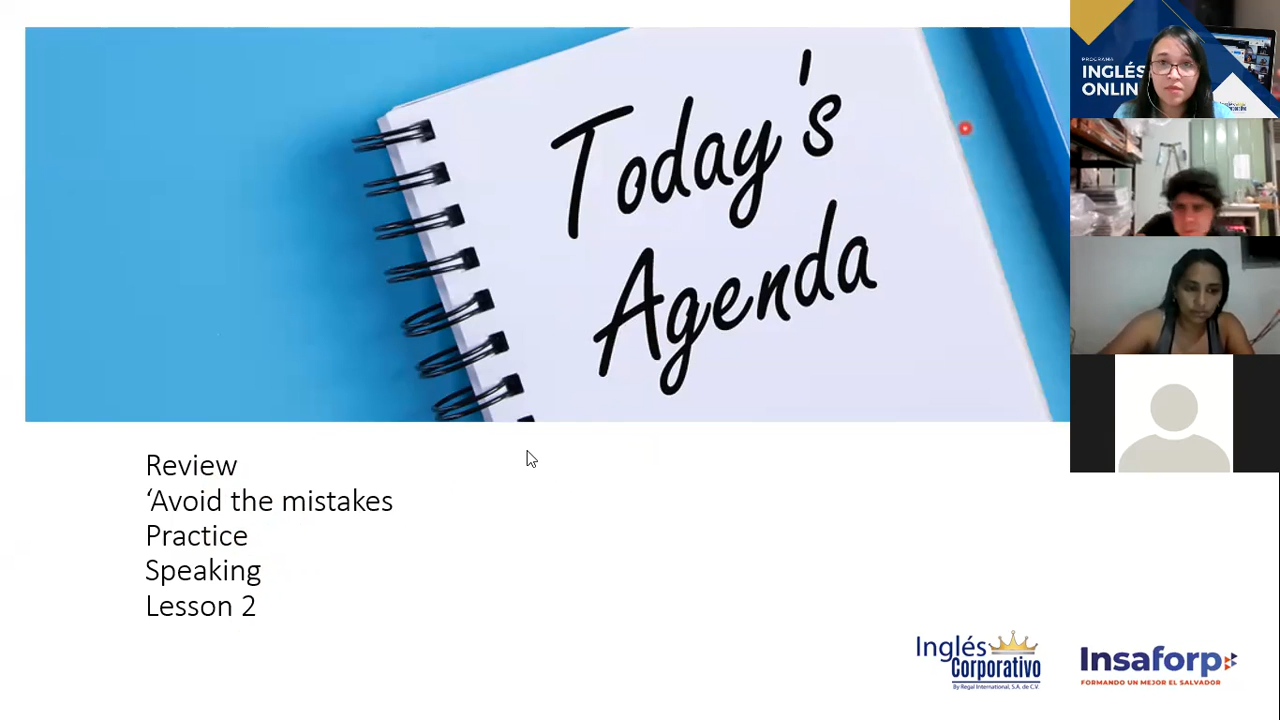 Today's
Agenda
Review
‘Avoid the mistakes
Practice
Speaking
Lesson 2
PROGRAMA
INGLÉS
ONLIN
Inglés
Corporativo
By Regal International, S.A. de C.V.
Insaforp
FORMANDO UN MEJOR EL SALVADOR